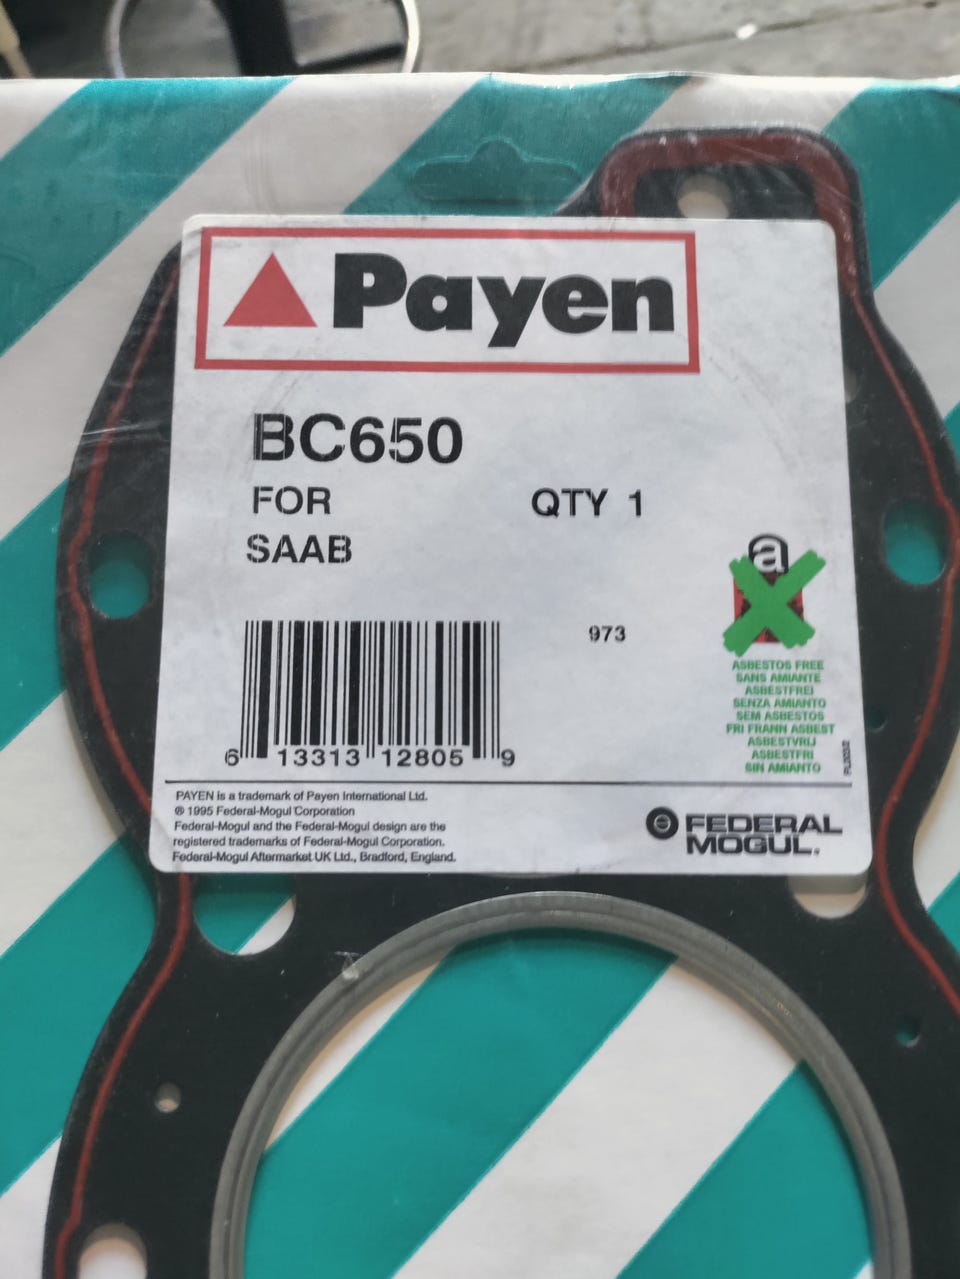 Payen
BC650
FOR QTY 1
SAAB
a
973
ASBESTOS FREE
SANS AMIANTE
ASBESTFREI
SENZA AMIANTO
SEM ASBESTOS
FRI FRANN ASBEST
ASBESTVRIJ
ASBESTFRI
SIN AMIANTO
6 13313 12805 9
PAYEN is a trademark of Payen International Ltd.
® 1995 Federal-Mogul Corporation
Federal-Mogul and the Federal-Mogul design are the
registered trademarks of Federal-Mogul Corporation.
Federal-Mogul Aftermarket UK Ltd., Bradford, England.
FEDERAL
MOGUL.